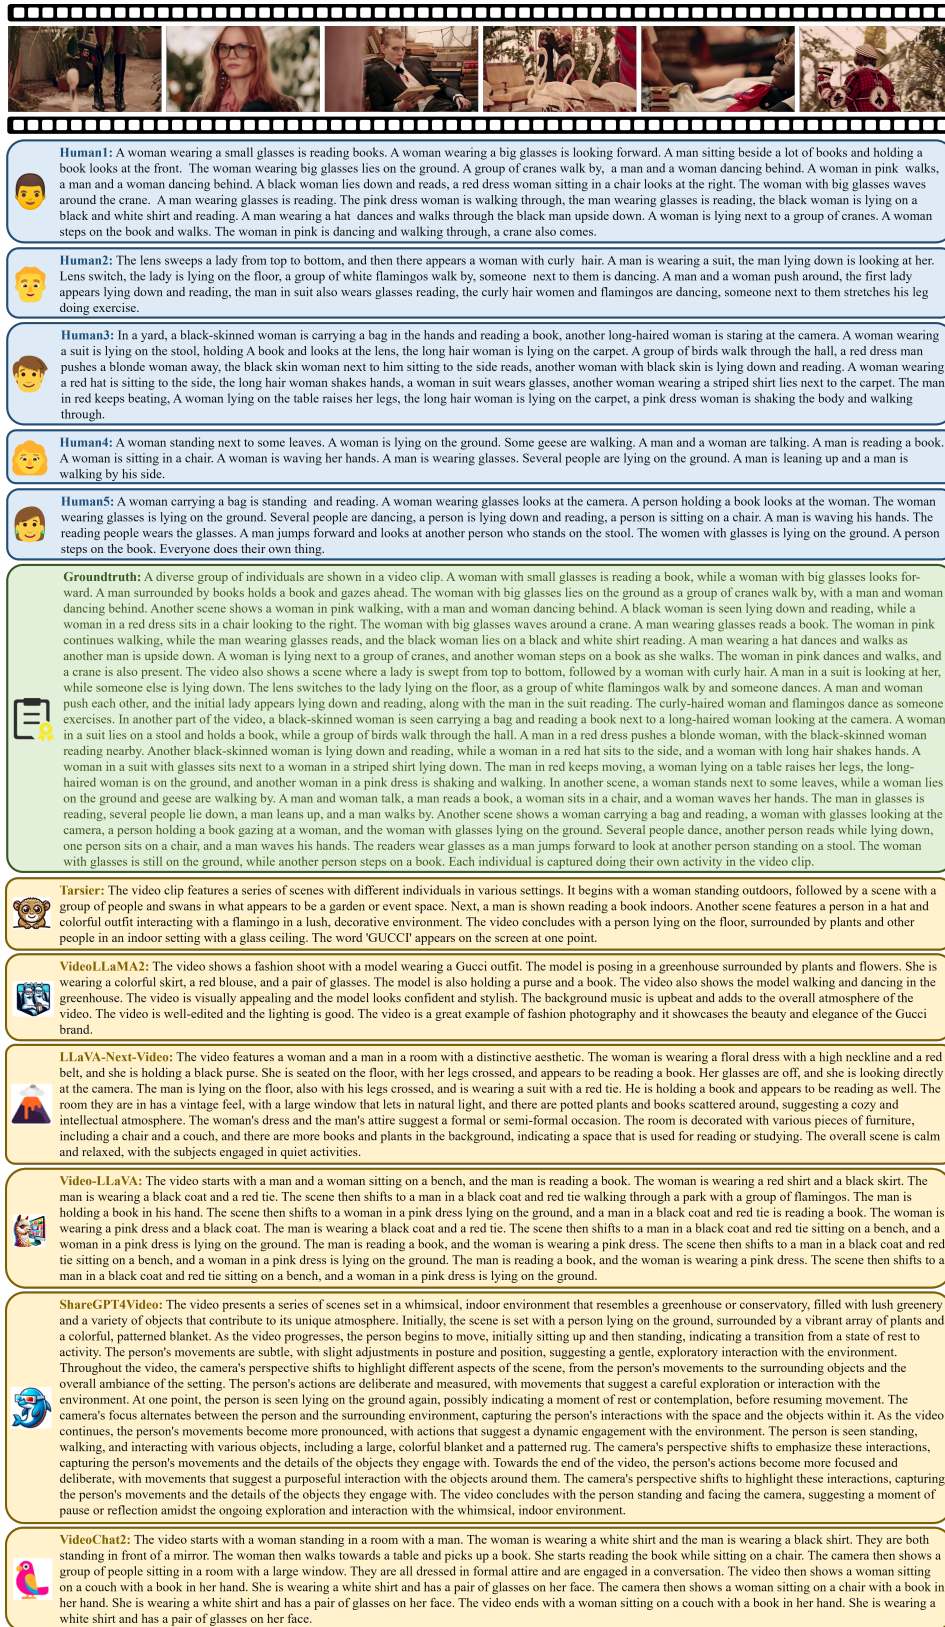 Human1: A woman wearing a small glasses is reading books. A woman wearing a big glasses is looking forward. A man sitting beside a lot of books and holding a
book looks at the front. The woman wearing big glasses lies on the ground. A group of cranes walk by, a man and a woman dancing behind. A woman in pink walks,
a man and a woman dancing behind. A black woman lies down and reads, a red dress woman sitting in a chair looks at the right. The woman with big glasses waves
around the crane. A man wearing glasses is reading. The pink dress woman is walking through, the man wearing glasses is reading, the black woman is lying on a
black and white shirt and reading. A man wearing a hat dances and walks through the black man upside down. A woman is lying next to a group of cranes. A woman
steps on the book and walks. The woman in pink is dancing and walking through, a crane also comes.
Human2: The lens sweeps a lady from top to bottom, and then there appears a woman with curly hair. A man is wearing a suit, the man lying down is looking at her.
Lens switch, the lady is lying on the floor, a group of white flamingos walk by, someone next to them is dancing. A man and a woman push around, the first lady
appears lying down and reading, the man in suit also wears glasses reading, the curly hair women and flamingos are dancing, someone next to them stretches his leg
doing exercise.
Human3: In a yard, a black-skinned woman is carrying a bag in the hands and reading a book, another long-haired woman is staring at the camera. A woman wearing
a suit is lying on the stool, holding A book and looks at the lens, the long hair woman is lying on the carpet. A group of birds walk through the hall, a red dress man
pushes a blonde woman away, the black skin woman next to him sitting to the side reads, another woman with black skin is lying down and reading. A woman wearing
a red hat is sitting to the side, the long hair woman shakes hands, a woman in suit wears glasses, another woman wearing a striped shirt lies next to the carpet. The man
in red keeps beating, A woman lying on the table raises her legs, the long hair woman is lying on the carpet, a pink dress woman is shaking the body and walking
through.
Human4: A woman standing next to some leaves. A woman is lying on the ground. Some geese are walking. A man and a woman are talking. A man is reading a book.
A woman is sitting in a chair. A woman is waving her hands. A man is wearing glasses. Several people are lying on the ground. A man is leaning up and a man is
walking by his side.
Human5: A woman carrying a bag is standing and reading. A woman wearing glasses looks at the camera. A person holding a book looks at the woman. The woman
wearing glasses is lying on the ground. Several people are dancing, a person is lying down and reading, a person is sitting on a chair. A man is waving his hands. The
reading people wears the glasses. A man jumps forward and looks at another person who stands on the stool. The women with glasses is lying on the ground. A person
steps on the book. Everyone does their own thing.
Groundtruth: A diverse group of individuals are shown in a video clip. A woman with small glasses is reading a book, while a woman with big glasses looks for-
ward. A man surrounded by books holds a book and gazes ahead. The woman with big glasses lies on the ground as a group of cranes walk by, with a man and woman
dancing behind. Another scene shows a woman in pink walking, with a man and woman dancing behind. A black woman is seen lying down and reading, while a
woman in a red dress sits in a chair looking to the right. The woman with big glasses waves around a crane. A man wearing glasses reads a book. The woman in pink
continues walking, while the man wearing glasses reads, and the black woman lies on a black and white shirt reading. A man wearing a hat dances and walks as
another man is upside down. A woman is lying next to a group of cranes, and another woman steps on a book as she walks. The woman in pink dances and walks, and
a crane is also present. The video also shows a scene where a lady is swept from top to bottom, followed by a woman with curly hair. A man in a suit is looking at her,
while someone else is lying down. The lens switches to the lady lying on the floor, as a group of white flamingos walk by and someone dances. A man and woman
push each other, and the initial lady appears lying down and reading, along with the man in the suit reading. The curly-haired woman and flamingos dance as someone
exercises. In another part of the video, a black-skinned woman is seen carrying a bag and reading a book next to a long-haired woman looking at the camera. A woman
in a suit lies on a stool and holds a book, while a group of birds walk through the hall. A man in a red dress pushes a blonde woman, with the black-skinned woman
reading nearby. Another black-skinned woman is lying down and reading, while a woman in a red hat sits to the side, and a woman with long hair shakes hands. A
woman in a suit with glasses sits next to a woman in a striped shirt lying down. The man in red keeps moving, a woman lying on a table raises her legs, the long-
haired woman is on the ground, and another woman in a pink dress is shaking and walking. In another scene, a woman stands next to some leaves, while a woman lies
on the ground and geese are walking by. A man and woman talk, a man reads a book, a woman sits in a chair, and a woman waves her hands. The man in glasses is
reading, several people lie down, a man leans up, and a man walks by. Another scene shows a woman carrying a bag and reading, a woman with glasses looking at the
camera, a person holding a book gazing at a woman, and the woman with glasses lying on the ground. Several people dance, another person reads while lying down,
one person sits on a chair, and a man waves his hands. The readers wear glasses as a man jumps forward to look at another person standing on a stool. The woman
with glasses is still on the ground, while another person steps on a book. Each individual is captured doing their own activity in the video clip.
Tarsier: The video clip features a series of scenes with different individuals in various settings. It begins with a woman standing outdoors, followed by a scene with a
group of people and swans in what appears to be a garden or event space. Next, a man is shown reading a book indoors. Another scene features a person in a hat and
colorful outfit interacting with a flamingo in a lush, decorative environment. The video concludes with a person lying on the floor, surrounded by plants and other
people in an indoor setting with a glass ceiling. The word 'GUCCI' appears on the screen at one point.
VideoLLaMA2: The video shows a fashion shoot with a model wearing a Gucci outfit. The model is posing in a greenhouse surrounded by plants and flowers. She is
wearing a colorful skirt, a red blouse, and a pair of glasses. The model is also holding a purse and a book. The video also shows the model walking and dancing in the
greenhouse. The video is visually appealing and the model looks confident and stylish. The background music is upbeat and adds to the overall atmosphere of the
video. The video is well-edited and the lighting is good. The video is a great example of fashion photography and it showcases the beauty and elegance of the Gucci
brand.
LLaVA-Next-Video: The video features a woman and a man in a room with a distinctive aesthetic. The woman is wearing a floral dress with a high neckline and a red
belt, and she is holding a black purse. She is seated on the floor, with her legs crossed, and appears to be reading a book. Her glasses are off, and she is looking directly
at the camera. The man is lying on the floor, also with his legs crossed, and is wearing a suit with a red tie. He is holding a book and appears to be reading as well. The
room they are in has a vintage feel, with a large window that lets in natural light, and there are potted plants and books scattered around, suggesting a cozy and
intellectual atmosphere. The woman's dress and the man's attire suggest a formal or semi-formal occasion. The room is decorated with various pieces of furniture,
including a chair and a couch, and there are more books and plants in the background, indicating a space that is used for reading or studying. The overall scene is calm
and relaxed, with the subjects engaged in quiet activities.
Video-LLaVA: The video starts with a man and a woman sitting on a bench, and the man is reading a book. The woman is wearing a red shirt and a black skirt. The
man is wearing a black coat and a red tie. The scene then shifts to a man in a black coat and red tie walking through a park with a group of flamingos. The man is
holding a book in his hand. The scene then shifts to a woman in a pink dress lying on the ground, and a man in a black coat and red tie is reading a book. The woman is
wearing a pink dress and a black coat. The man is wearing a black coat and a red tie. The scene then shifts to a man in a black coat and red tie sitting on a bench, and a
woman in a pink dress is lying on the ground. The man is reading a book, and the woman is wearing a pink dress. The scene then shifts to a man in a black coat and red
tie sitting on a bench, and a woman in a pink dress is lying on the ground. The man is reading a book, and the woman is wearing a pink dress. The scene then shifts to a
man in a black coat and red tie sitting on a bench, and a woman in a pink dress is lying on the ground.
ShareGPT4Video: The video presents a series of scenes set in a whimsical, indoor environment that resembles a greenhouse or conservatory, filled with lush greenery
and a variety of objects that contribute to its unique atmosphere. Initially, the scene is set with a person lying on the ground, surrounded by a vibrant array of plants and
a colorful, patterned blanket. As the video progresses, the person begins to move, initially sitting up and then standing, indicating a transition from a state of rest to
activity. The person's movements are subtle, with slight adjustments in posture and position, suggesting a gentle, exploratory interaction with the environment.
Throughout the video, the camera's perspective shifts to highlight different aspects of the scene, from the person's movements to the surrounding objects and the
overall ambiance of the setting. The person's actions are deliberate and measured, with movements that suggest a careful exploration or interaction with the
environment. At one point, the person is seen lying on the ground again, possibly indicating a moment of rest or contemplation before resuming movement. The
camera's focus alternates between the person and the surrounding environment, capturing the person's interactions with the space and the objects within it. As the video
continues, the person's movements become more pronounced, with actions that suggest a dynamic engagement with the environment. The person is seen standing,
walking, and interacting with various objects, including a large, colorful blanket and a patterned rug. The camera's perspective shifts to emphasize these interactions,
capturing the person's movements and the details of the objects they engage with. Towards the end of the video, the person's actions become more focused and
deliberate, with movements that suggest a purposeful interaction with the objects around them. The camera's perspective shifts to highlight these interactions, capturing
the person's movements and the details of the objects they engage with. The video concludes with the person standing and facing the camera, suggesting a moment of
pause or reflection amidst the ongoing exploration and interaction with the whimsical, indoor environment.
VideoChat2: The video starts with a woman standing in a room with a man. The woman is wearing a white shirt and the man is wearing a black shirt. They are both
standing in front of a mirror. The woman then walks towards a table and picks up a book. She starts reading the book while sitting on a chair. The camera then shows a
group of people sitting in a room with a large window. They are all dressed in formal attire and are engaged in a conversation. The video then shows a woman sitting
on a couch with a book in her hand. She is wearing a white shirt and has a pair of glasses on her face. The camera then shows a woman sitting on a chair with a book in
her hand. She is wearing a white shirt and has a pair of glasses on her face. The video ends with a woman sitting on a couch with a book in her hand. She is wearing a
white shirt and has a pair of glasses on her face.